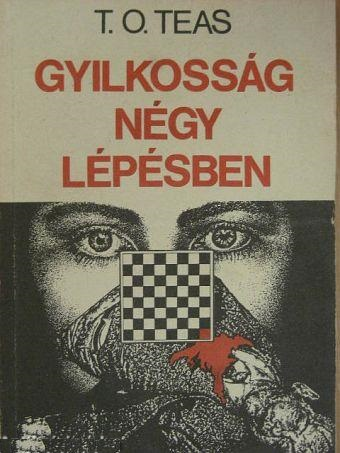 T. O. TEAS
GYILKOSSÁG
NÉGY
LÉPÉSBEN